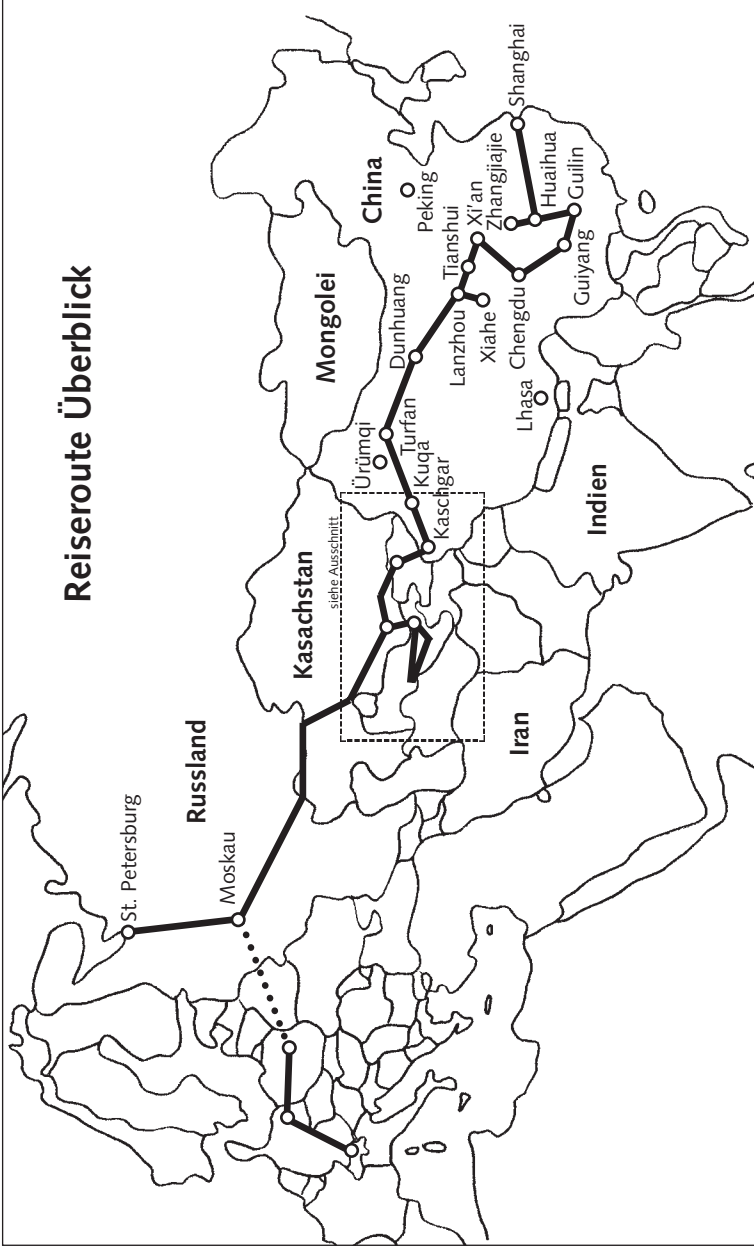 Reiseroute Überblick
St. Petersburg
Russland
Moskau
Kasachstan
siehe Ausschnitt
Mongolei
China
Peking
Ürümqi
Turfan
Kuqa
Kaschgar
Dunhuang
Lanzhou
Xiahe
Tianshui
Xi'an
Chengdu
Zhangjiajie
Huaihua
Guilin
Guiyang
Shanghai
Lhasa
Indien
Iran